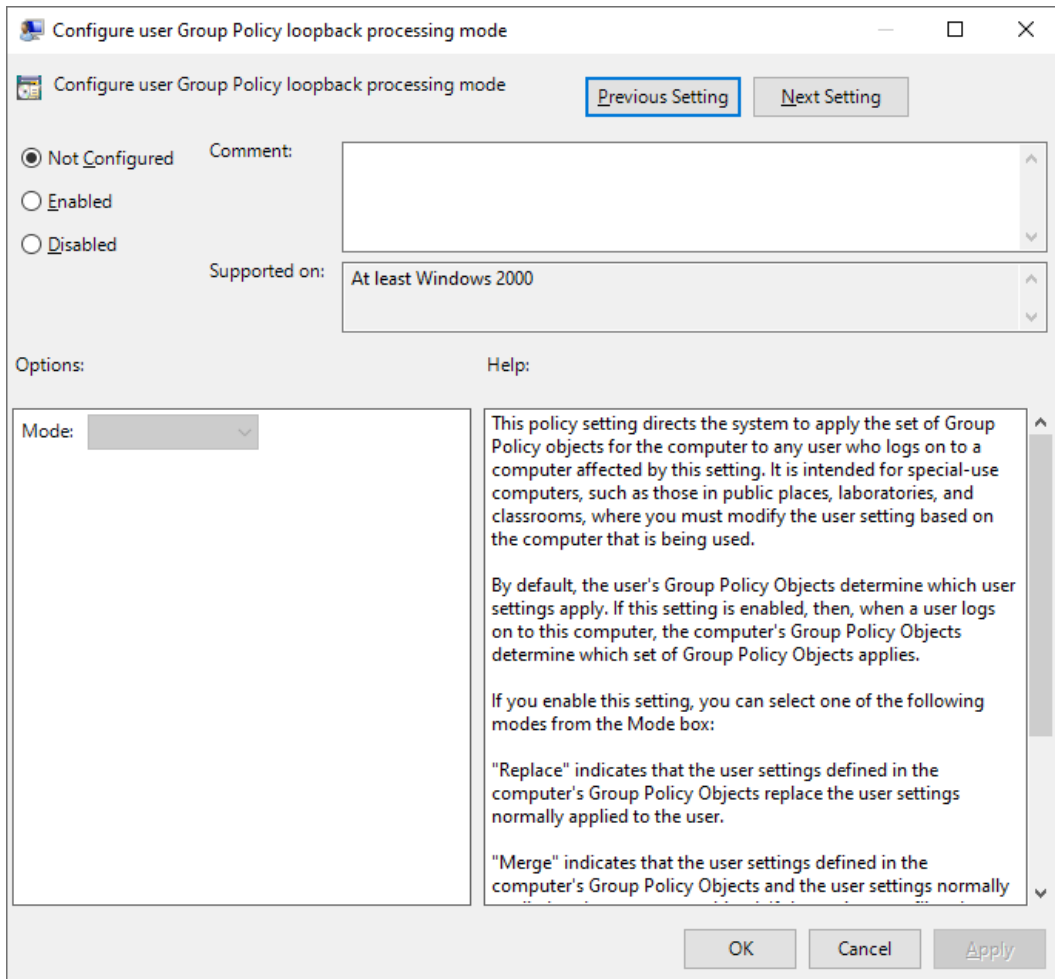 Configure user Group Policy loopback processing mode
Configure user Group Policy loopback processing mode
Previous Setting
Next Setting
Not Configured
Enabled
Disabled
Comment:
Supported on:
At least Windows 2000
Options:
Help:
Mode:
This policy setting directs the system to apply the set of Group
Policy objects for the computer to any user who logs on to a
computer affected by this setting. It is intended for special-use
computers, such as those in public places, laboratories, and
classrooms, where you must modify the user setting based on
the computer that is being used.
By default, the user's Group Policy Objects determine which user
settings apply. If this setting is enabled, then, when a user logs
on to this computer, the computer's Group Policy Objects
determine which set of Group Policy Objects applies.
If you enable this setting, you can select one of the following
modes from the Mode box:
"Replace" indicates that the user settings defined in the
computer's Group Policy Objects replace the user settings
normally applied to the user.
"Merge" indicates that the user settings defined in the
computer's Group Policy Objects and the user settings normally
OK
Cancel
Apply